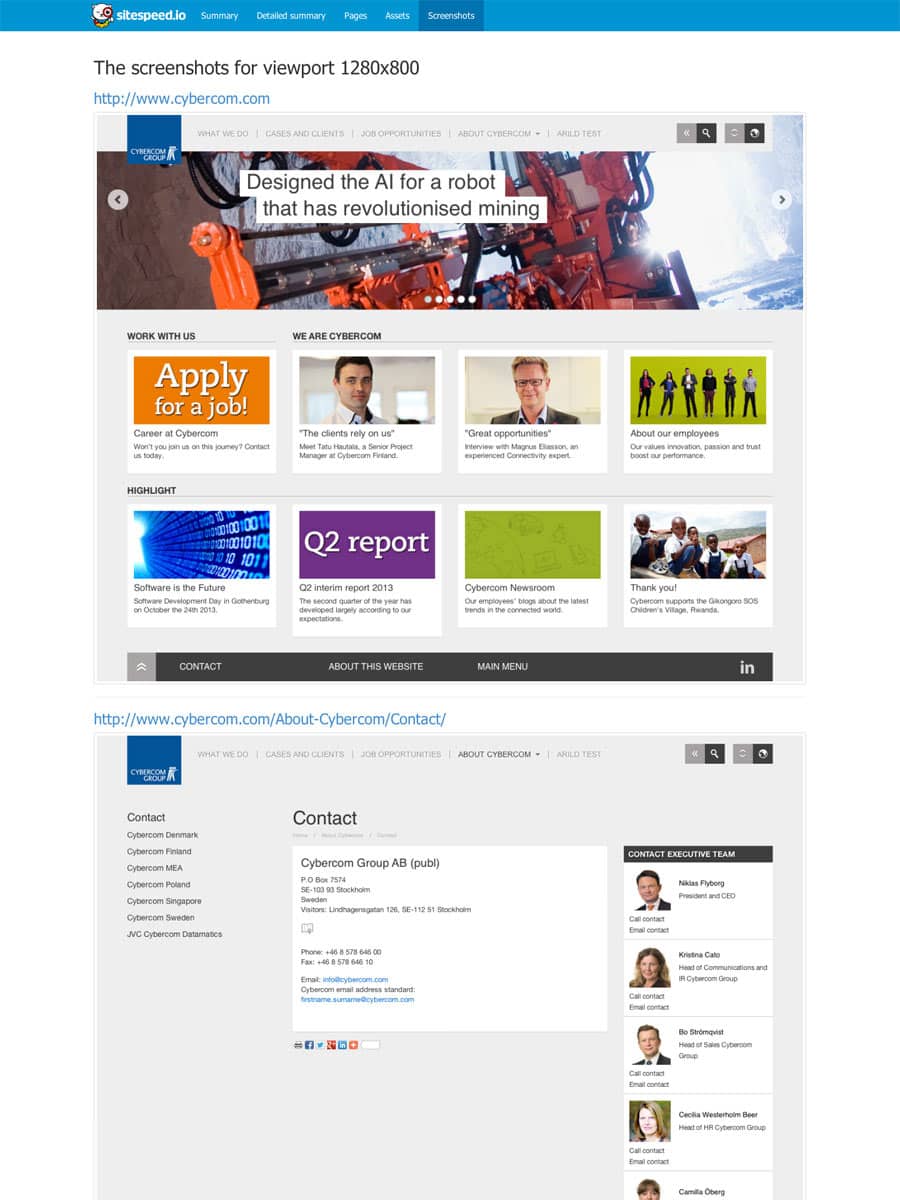 sitespeed.io Summary Detailed summary Pages Assets Screenshots
The screenshots for viewport 1280x800
http://www.cybercom.com
CYBERCOM
GROUP
WHAT WE DO | CASES AND CLIENTS | JOB OPPORTUNITIES | ABOUT CYBERCOM | ARILD TEST
Designed the AI for a robot
that has revolutionised mining
WORK WITH US
Apply
for a job!
Career at Cybercom
Won't you join us on this journey? Contact
us today.
WE ARE CYBERCOM
"The clients rely on us"
Meet Tatu Hautala, a Senior Project
Manager at Cybercom Finland.
"Great opportunities"
Interview with Magnus Eliasson, an
experienced Connectivity expert.
About our employees
Our values innovation, passion and trust
boost our performance.
HIGHLIGHT
Software is the Future
Software Development Day in Gothenburg
on October the 24th 2013.
Q2 report
Q2 interim report 2013
The second quarter of the year has
developed largely according to our
expectations.
Cybercom Newsroom
Our employees' blogs about the latest
trends in the connected world.
Thank you!
Cybercom supports the Gikongoro SOS
Children's Village, Rwanda.
CONTACT ABOUT THIS WEBSITE MAIN MENU in
http://www.cybercom.com/About-Cybercom/Contact/
CYBERCOM
GROUP
WHAT WE DO | CASES AND CLIENTS | JOB OPPORTUNITIES | ABOUT CYBERCOM | ARILD TEST
Contact
Cybercom Denmark
Cybercom Finland
Cybercom MEA
Cybercom Poland
Cybercom Singapore
Cybercom Sweden
JVC Cybercom Datamatics
Contact
Home / About Cybercom / Contact
Cybercom Group AB (publ)
P.O Box 7574
SE-103 93 Stockholm
Sweden
Visitors: Lindhagensgatan 126, SE-112 51 Stockholm
Phone: +46 8 578 646 00
Fax: +46 8 578 646 10
Email: info@cybercom.com
Cybercom email address standard:
firstname.surname@cybercom.com
CONTACT EXECUTIVE TEAM
Niklas Flyborg
President and CEO
Call contact
Email contact
Kristina Cato
Head of Communications and
IR Cybercom Group
Call contact
Email contact
Bo Strömqvist
Head of Sales Cybercom
Group
Call contact
Email contact
Cecilia Westerholm Beer
Head of HR Cybercom Group
Call contact
Email contact
Camilla Öberg